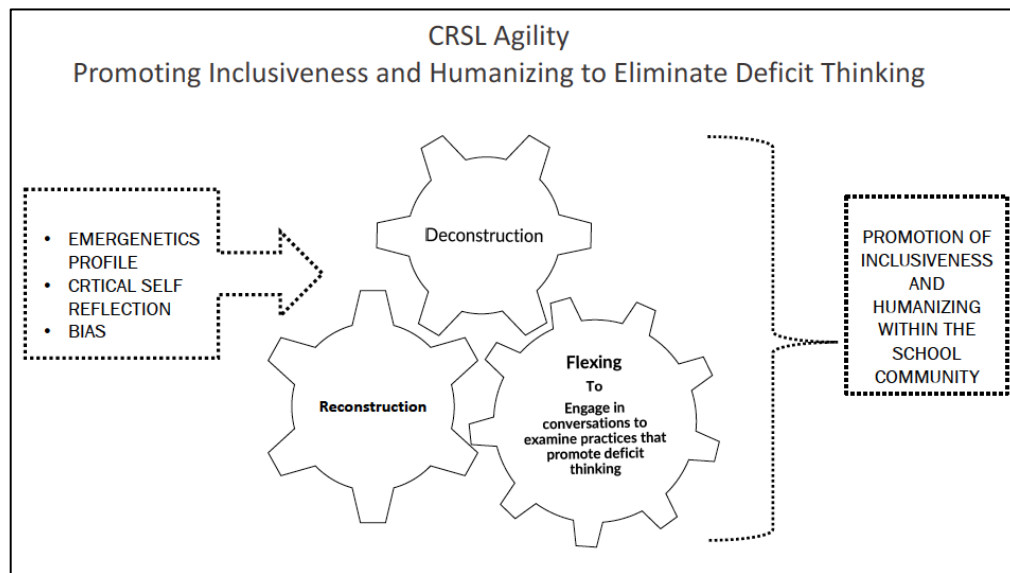 CRSL Agility
Promoting Inclusiveness and Humanizing to Eliminate Deficit Thinking
• EMERGENETICS
PROFILE
• CRTICAL SELF
REFLECTION
• BIAS
Deconstruction
Reconstruction
Flexing
To
Engage in
conversations to
examine practices that
promote deficit
thinking
PROMOTION OF
INCLUSIVENESS
AND
HUMANIZING
WITHIN THE
SCHOOL
COMMUNITY